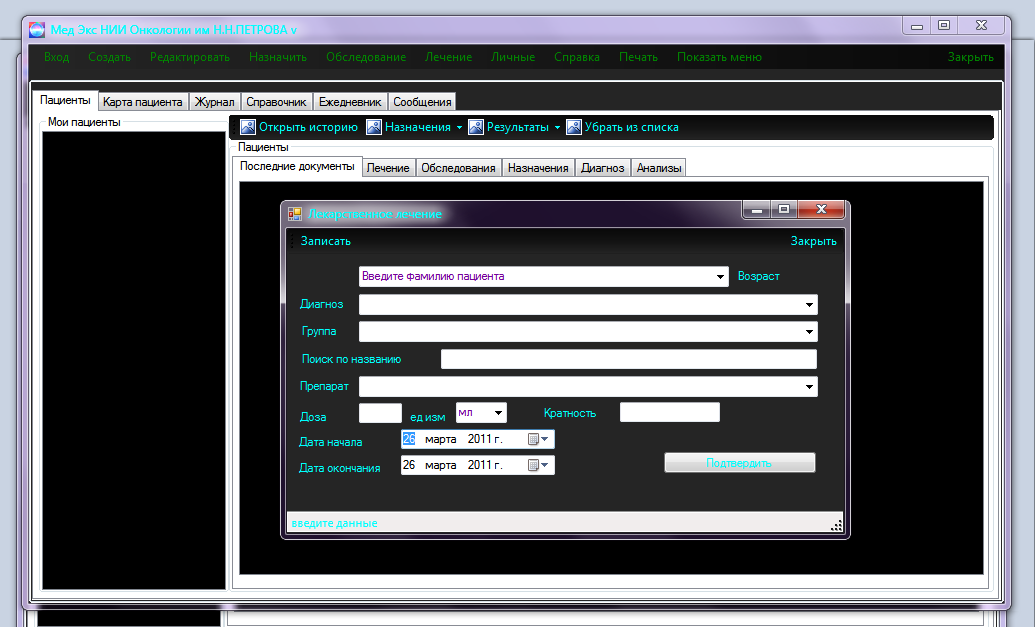 Мед Экс НИИ Онкологии им Н.Н.ПЕТРОВА v
Вход Создать Редактировать Назначить Обследование Лечение Личные Справка Печать Показать меню Закрыть
Пациенты Карта пациента Журнал Справочник Ежедневник Сообщения
Мои пациенты
Открыть историю Назначения Результаты Убрать из списка
Пациенты
Последние документы Лечение Обследования Назначения Диагноз Анализы
Лекарственное лечение
Записать Закрыть
Введите фамилию пациента Возраст
Диагноз
Группа
Поиск по названию
Препарат
Доза ед изм мл Кратность
Дата начала 26 марта 2011 г.
Дата окончания 26 марта 2011 г.
Подтвердить
введите данные